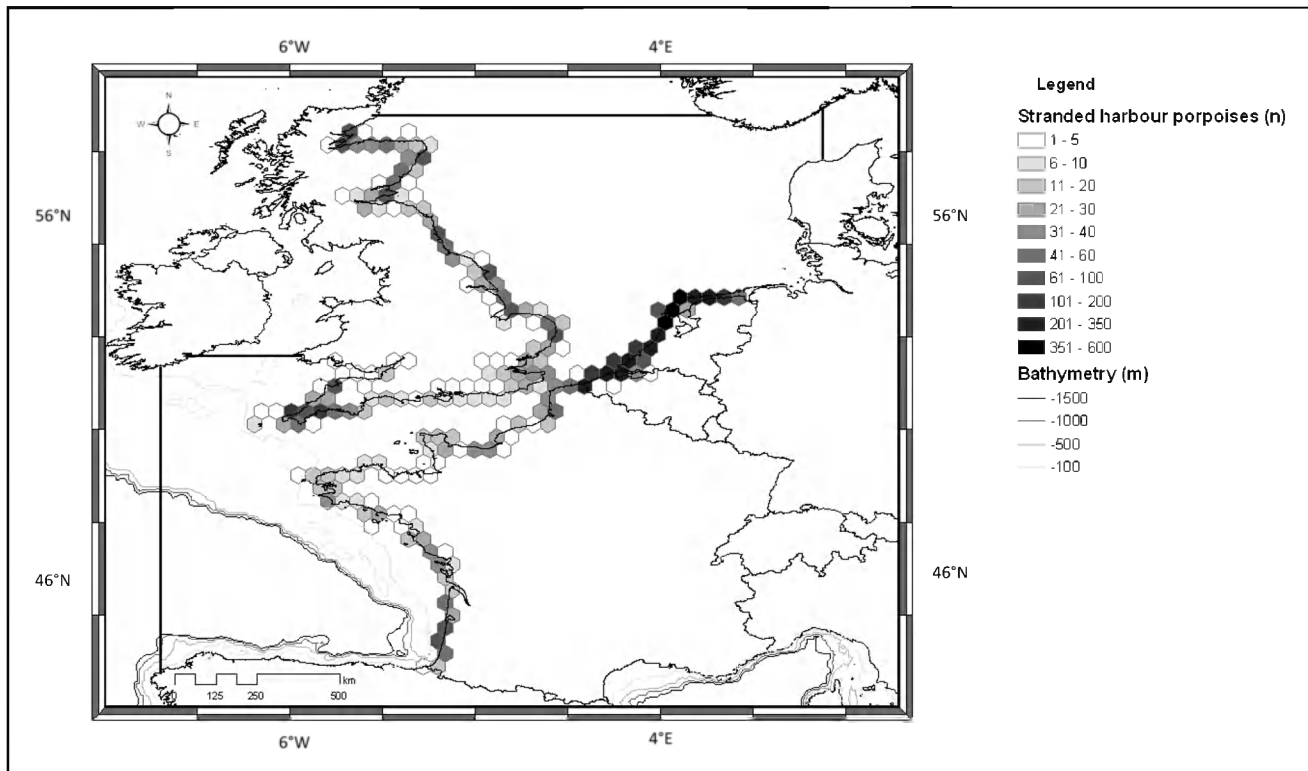 6°W 4°E
N
W E
S
56°N 56°N
46°N 46°N
km
125 250 500
6°W 4°E
Legend
Stranded harbour porpoises (n)
1 - 5
6 - 10
11 - 20
21 - 30
31 - 40
41 - 60
61 - 100
101 - 200
201 - 350
351 - 600
Bathymetry (m)
-1500
-1000
-500
-100